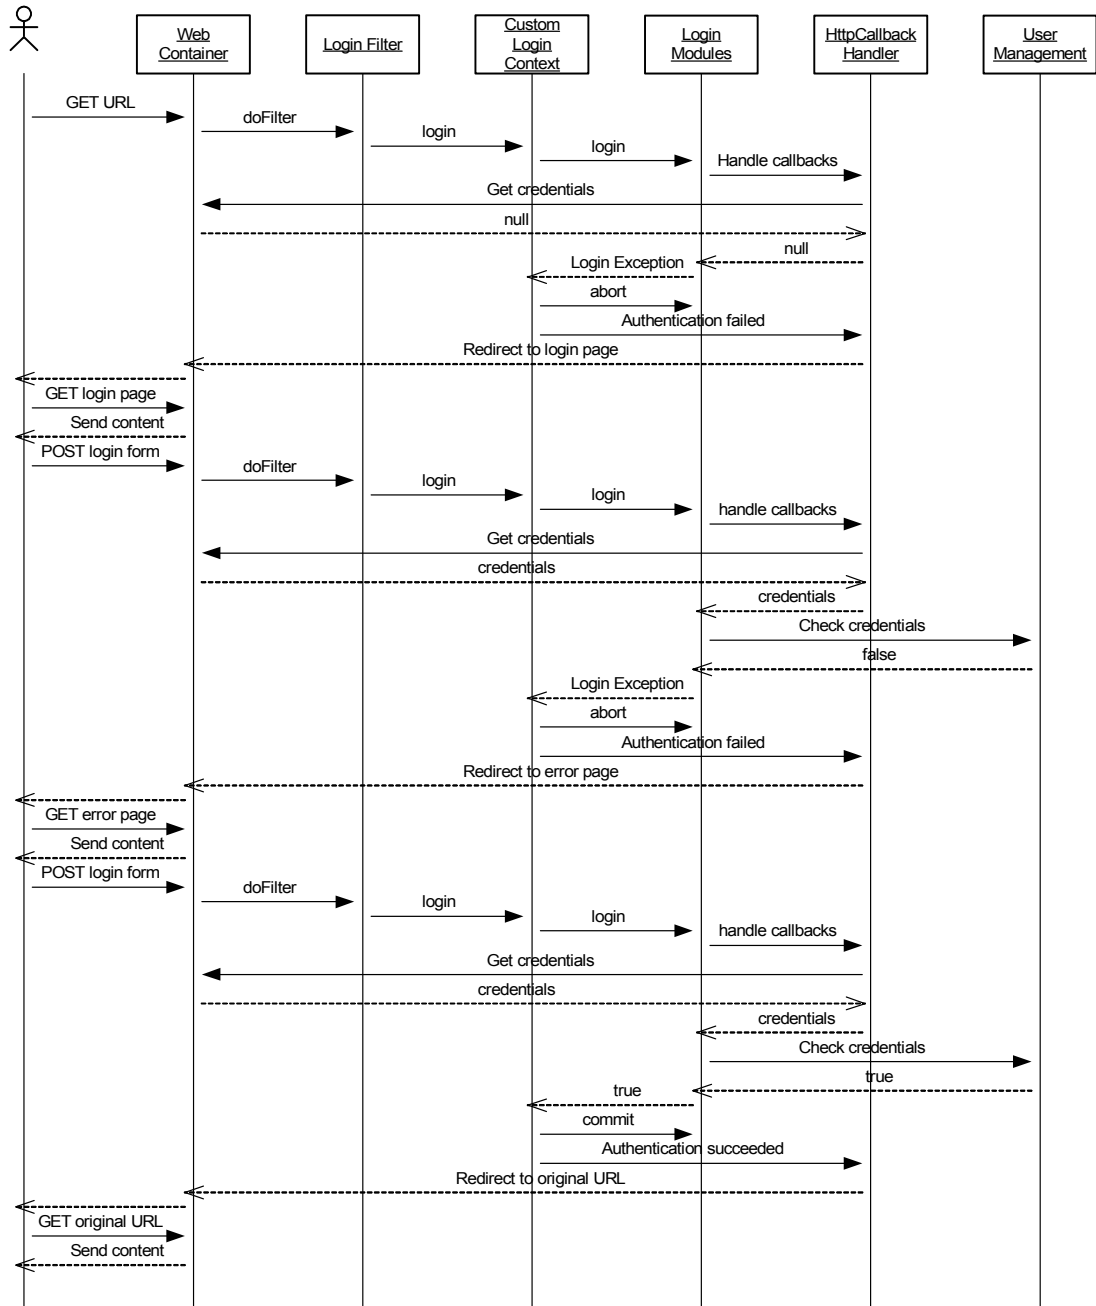 Web
Container
Login Filter
Custom
Login
Context
Login
Modules
HttpCallback
Handler
User
Management
GET URL
doFilter
login
login
Handle callbacks
Get credentials
null
null
Login Exception
abort
Authentication failed
Redirect to login page
GET login page
Send content
POST login form
doFilter
login
login
handle callbacks
Get credentials
credentials
credentials
Check credentials
false
Login Exception
abort
Authentication failed
Redirect to error page
GET error page
Send content
POST login form
doFilter
login
login
handle callbacks
Get credentials
credentials
credentials
Check credentials
true
true
commit
Authentication succeeded
Redirect to original URL
GET original URL
Send content